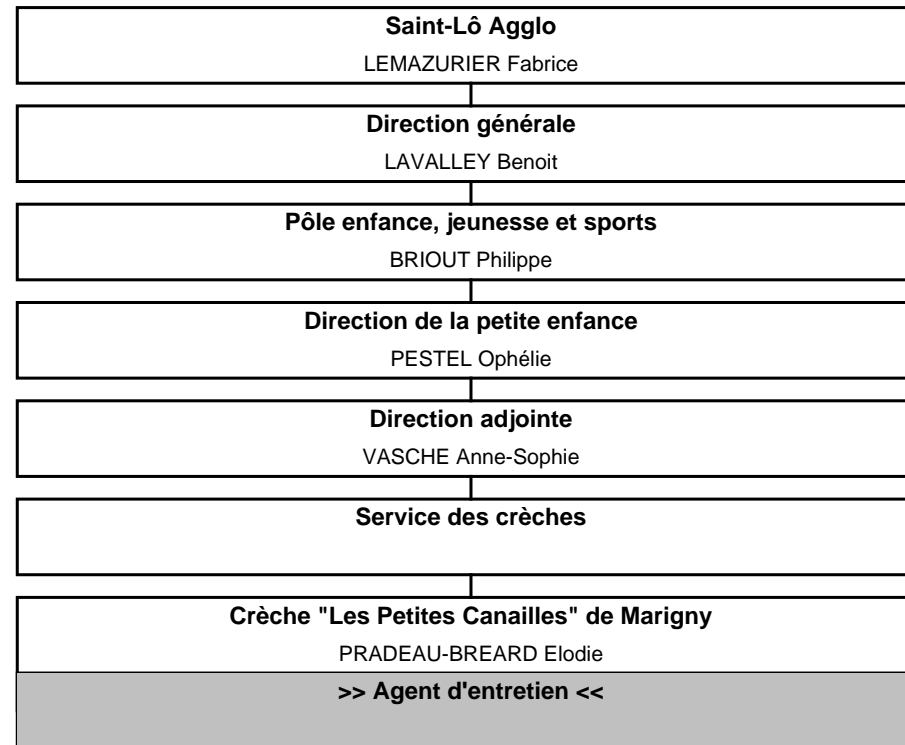 Saint-Lô Agglo
LEMAZURIER Fabrice
Direction générale
LAVALLEY Benoit
Pôle enfance, jeunesse et sports
BRIOUT Philippe
Direction de la petite enfance
PESTEL Ophélie
Direction adjointe
VASCHE Anne-Sophie
Service des crèches
Crèche "Les Petites Canailles" de Marigny
PRADEAU-BREARD Elodie
>> Agent d'entretien <<